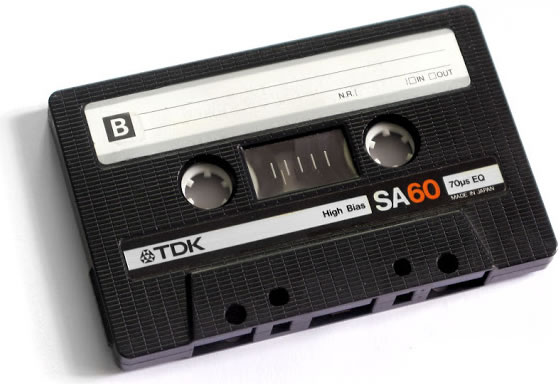 B
N.R. IN OUT
TDK High Bias SA60 70μs EQ
MADE IN JAPAN